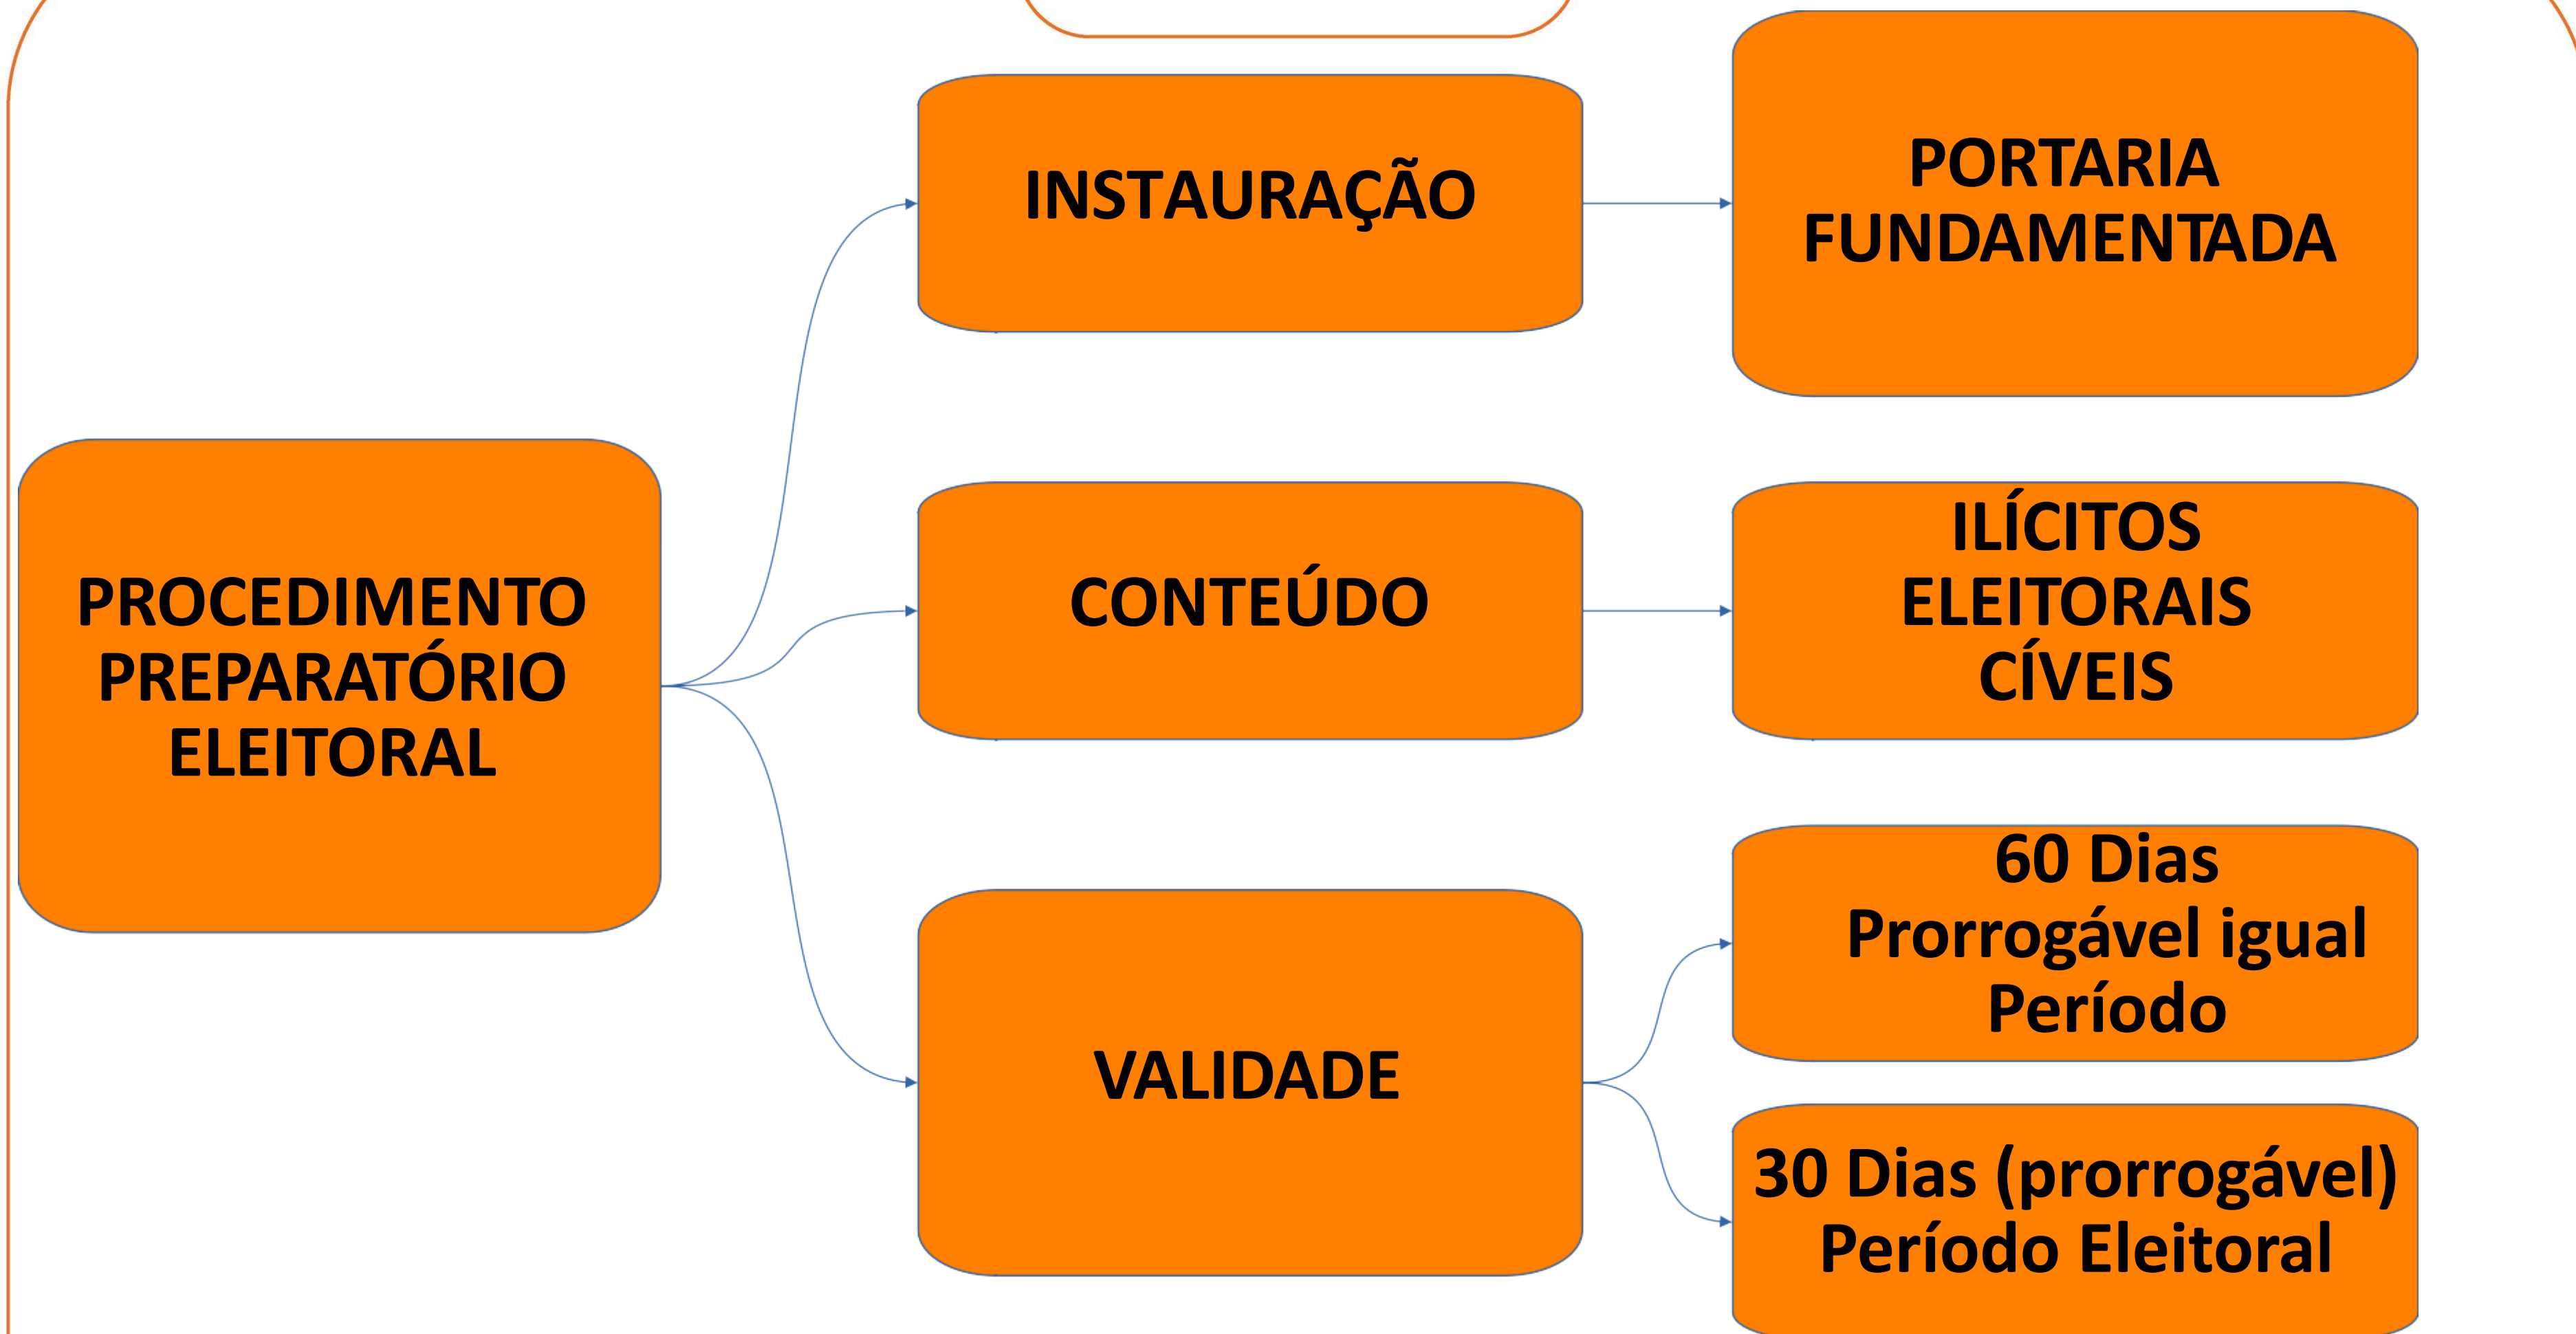 PROCEDIMENTO
PREPARATÓRIO
ELEITORAL
INSTAURAÇÃO
PORTARIA
FUNDAMENTADA
CONTEÚDO
ILÍCITOS
ELEITORAIS
CÍVEIS
VALIDADE
60 Dias
Prorrogável igual
Período
30 Dias (prorrogável)
Período Eleitoral